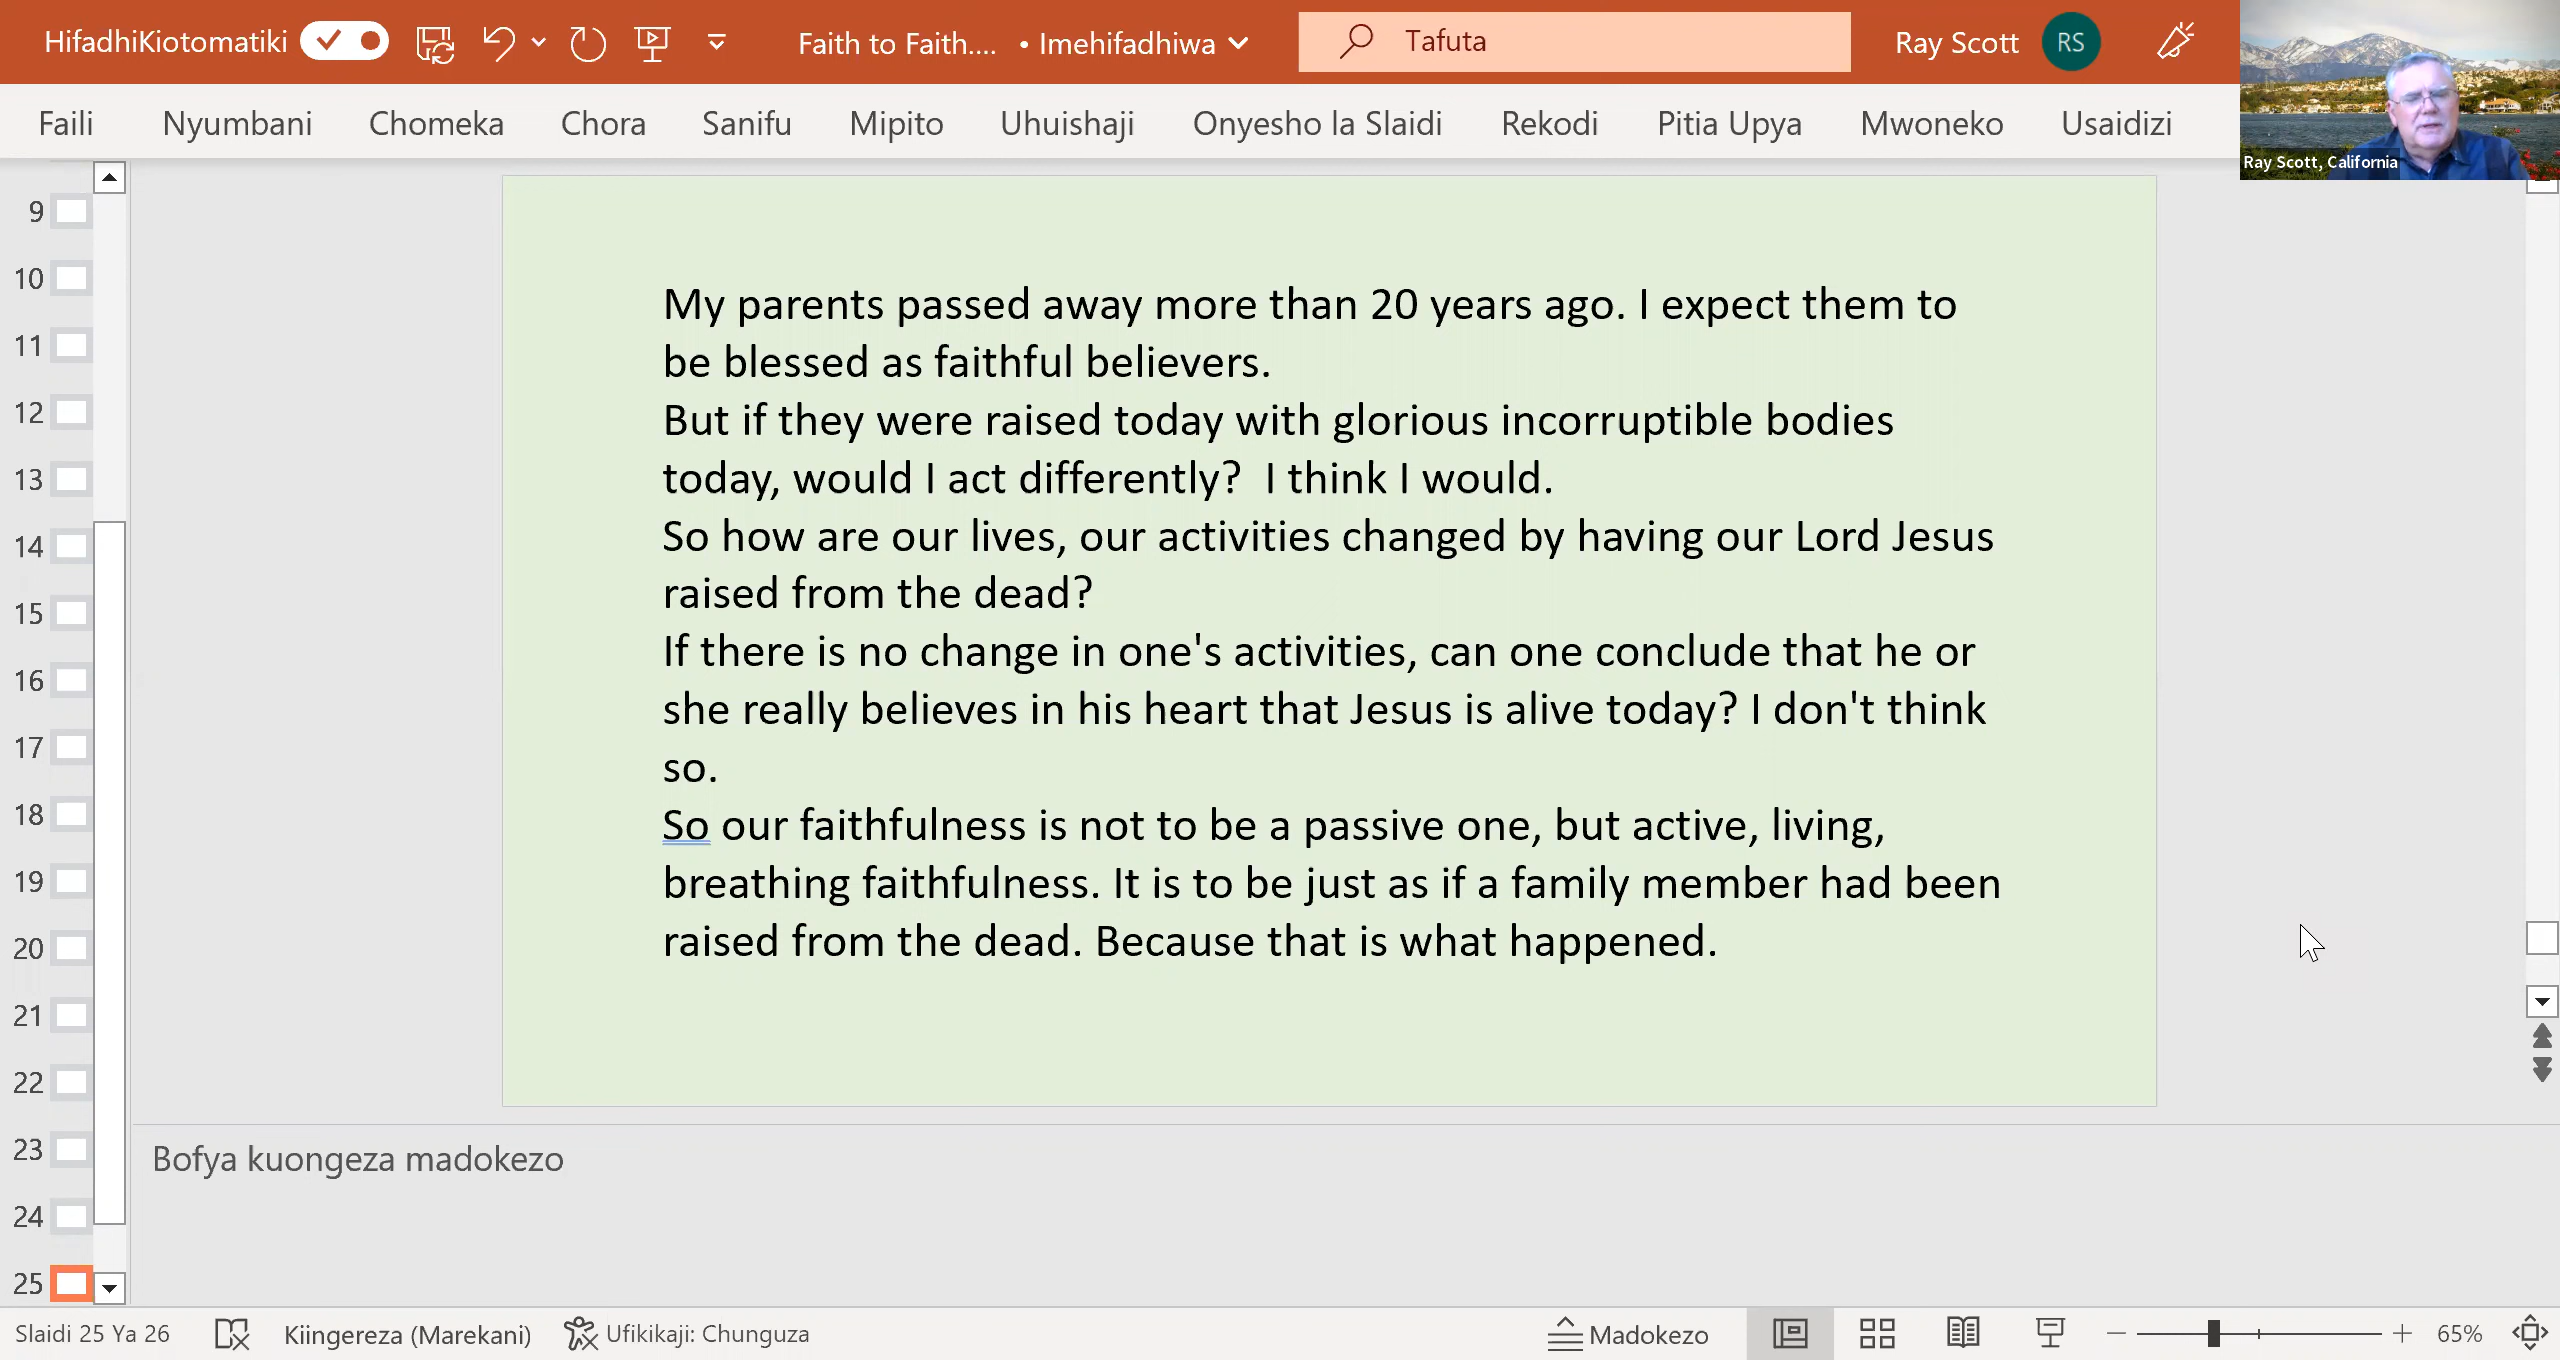 HifadhiKiotomatiki
Faith to Faith.... • Imehifadhiwa
Tafuta
Ray Scott
RS
Faili Nyumbani Chomeka Chora Sanifu Mipito Uhuishaji Onyesho la Slaidi Rekodi Pitia Upya Mwoneko Usaidizi
Ray Scott, California
9
10
11
12
13
14
15
16
17
18
19
20
21
22
23
24
25
My parents passed away more than 20 years ago. I expect them to
be blessed as faithful believers.
But if they were raised today with glorious incorruptible bodies
today, would I act differently?  I think I would.
So how are our lives, our activities changed by having our Lord Jesus
raised from the dead?
If there is no change in one's activities, can one conclude that he or
she really believes in his heart that Jesus is alive today? I don't think
so.
So our faithfulness is not to be a passive one, but active, living,
breathing faithfulness. It is to be just as if a family member had been
raised from the dead. Because that is what happened.
Bofya kuongeza madokezo
Slaidi 25 Ya 26
Kiingereza (Marekani)
Ufikikaji: Chunguza
Madokezo
65%